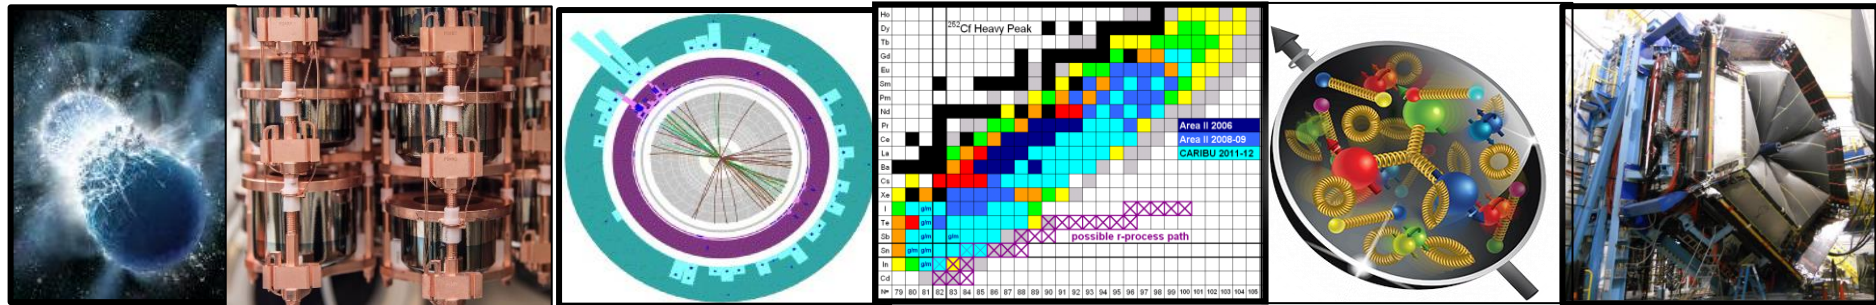 ²⁵²Cf Heavy Peak
Ho
Dy
Tb
Gd
Eu
Sm
Pm
Nd
Pr
Ce
La
Ba
Cs
Xe
I
Te
Sb
Sn
In
Cd
Area II 2006
Area II 2008-09
CARIBU 2011-12
g/m
g/m
g/m
g/m
g/m g/m
g/m
possible r-process path
N= 79 80 81 82 83 84 85 86 87 88 89 90 91 92 93 94 95 96 97 98 99 100 101 102 103 104 105